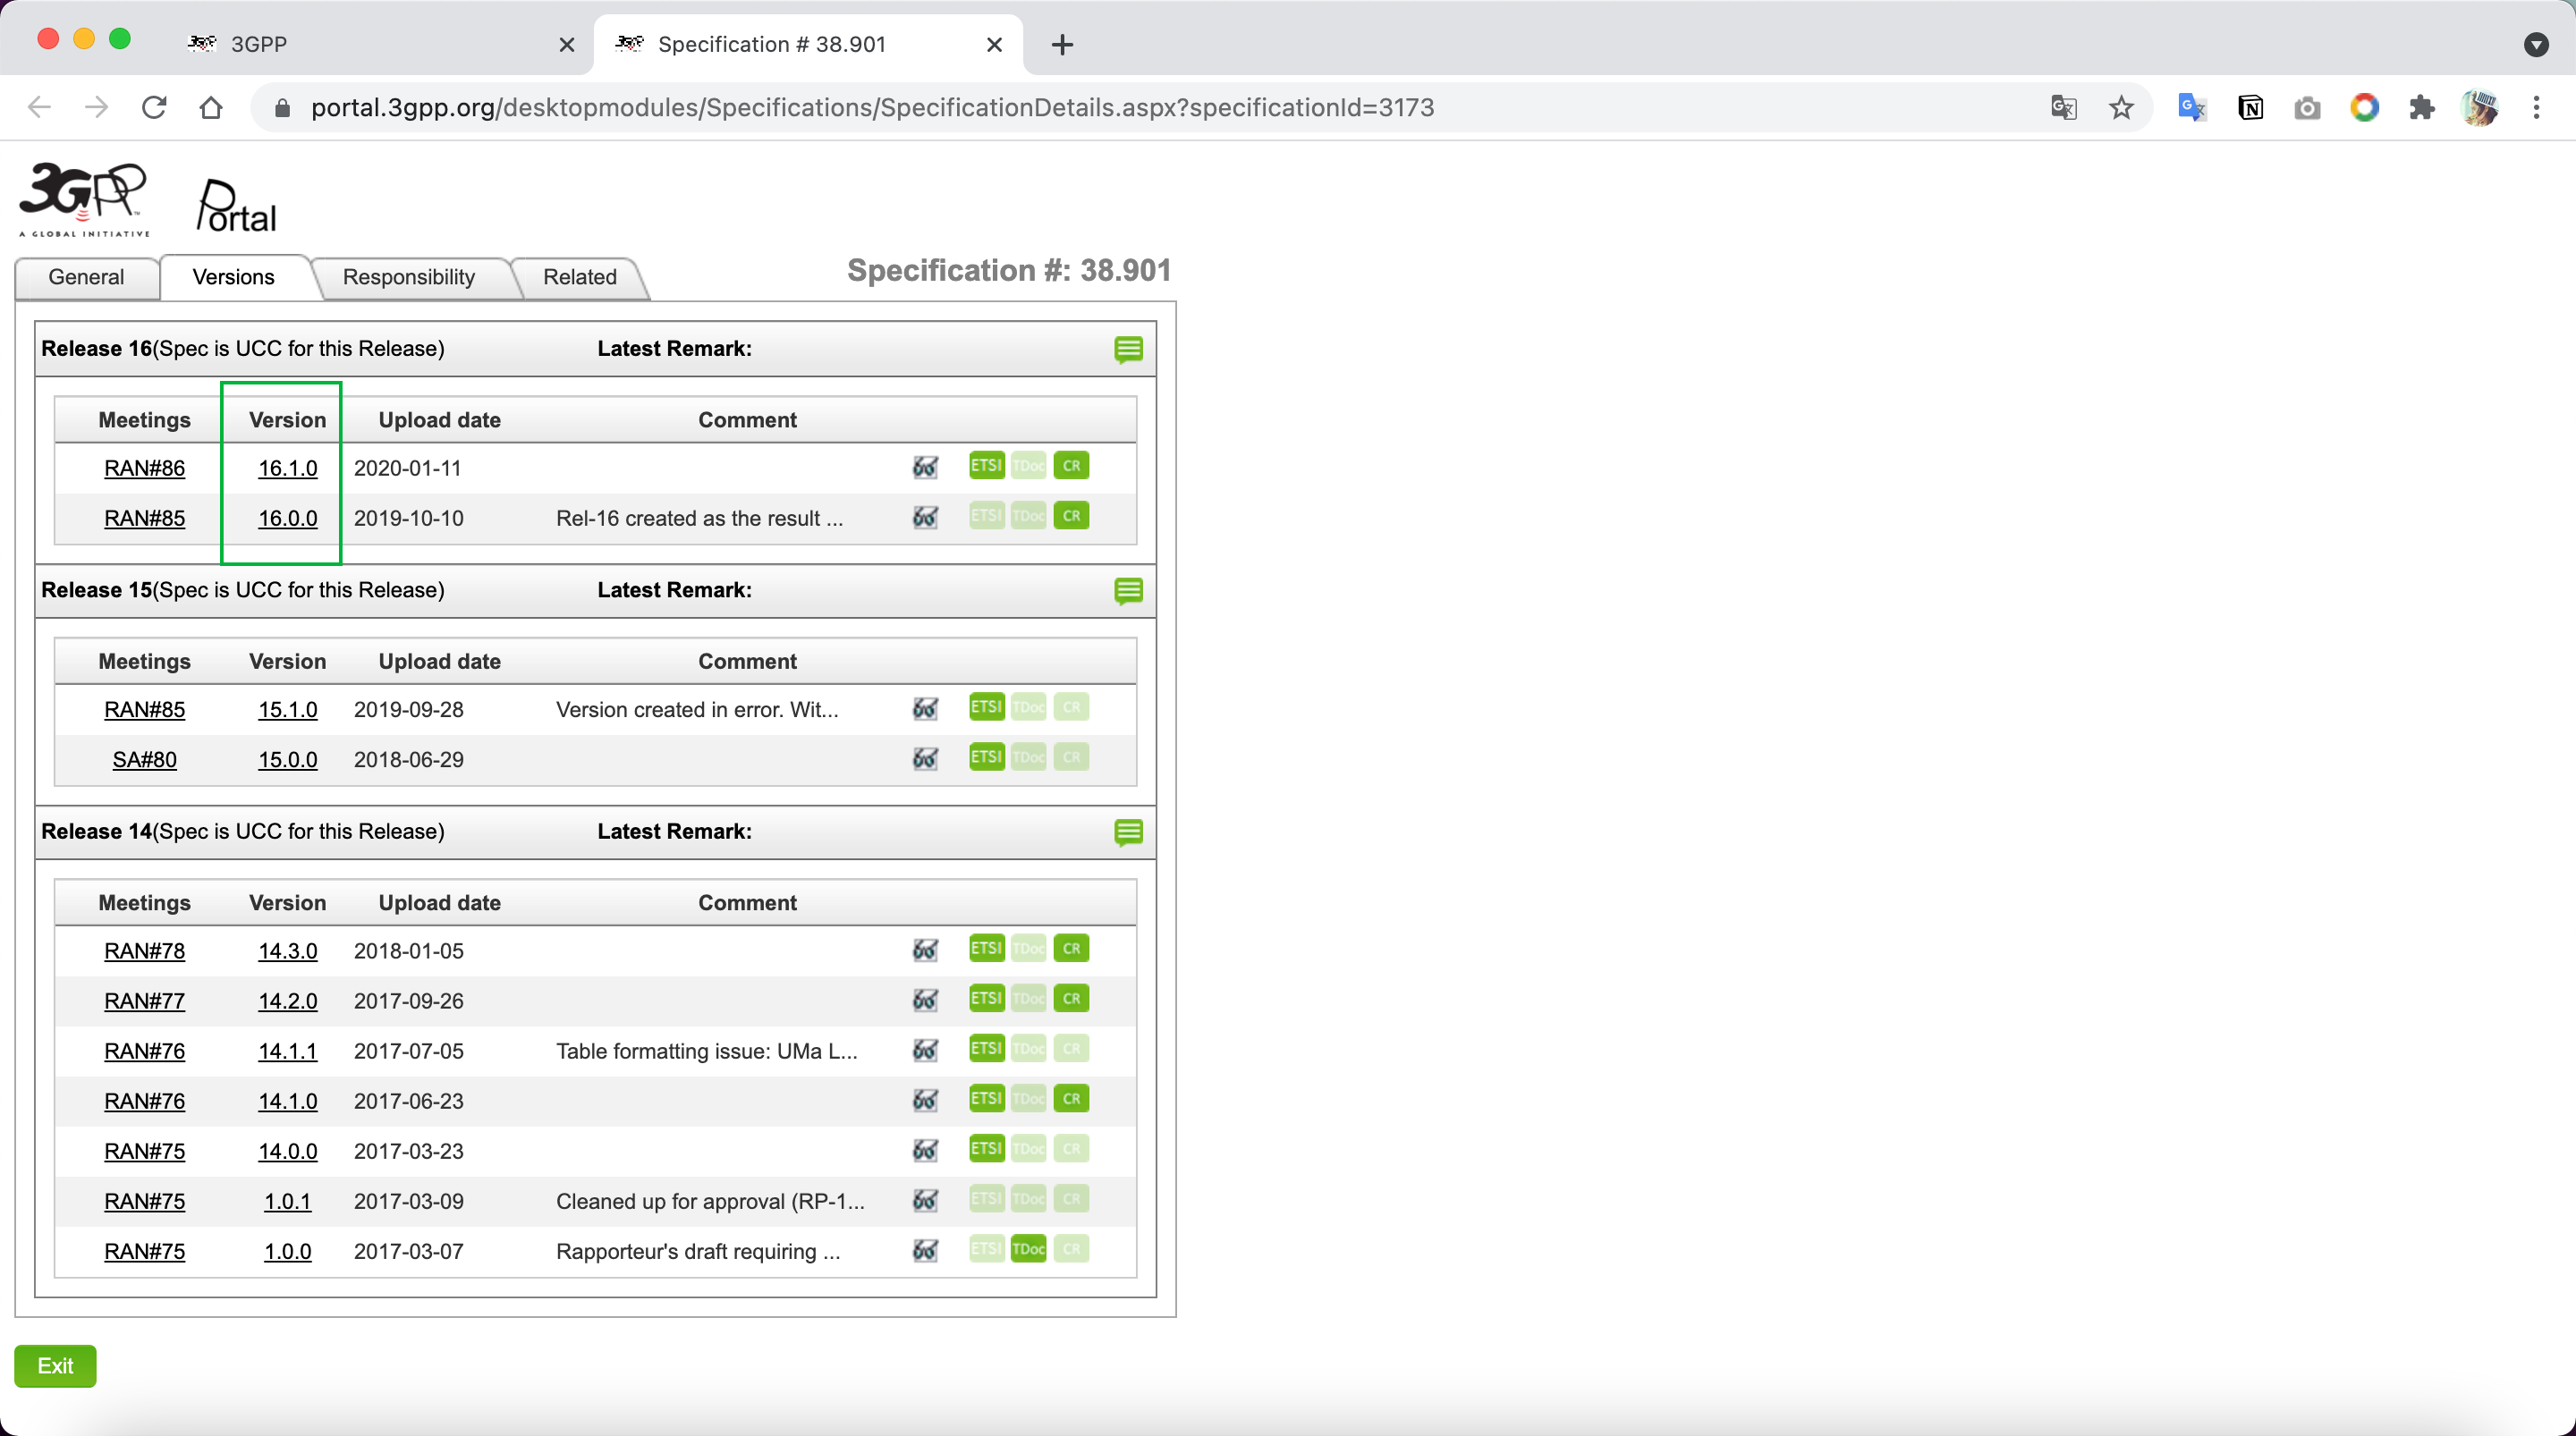 3GPP
Specification # 38.901
portal.3gpp.org/desktopmodules/Specifications/SpecificationDetails.aspx?specificationId=3173
3GPP
A GLOBAL INITIATIVE
Portal
General Versions Responsibility Related
Specification #: 38.901
Release 16(Spec is UCC for this Release) Latest Remark:
Meetings Version Upload date Comment
RAN#86 16.1.0 2020-01-11 ETSI TDoc CR
RAN#85 16.0.0 2019-10-10 Rel-16 created as the result ... ETSI TDoc CR
Release 15(Spec is UCC for this Release) Latest Remark:
Meetings Version Upload date Comment
RAN#85 15.1.0 2019-09-28 Version created in error. Wit... ETSI TDoc CR
SA#80 15.0.0 2018-06-29 ETSI TDoc CR
Release 14(Spec is UCC for this Release) Latest Remark:
Meetings Version Upload date Comment
RAN#78 14.3.0 2018-01-05 ETSI TDoc CR
RAN#77 14.2.0 2017-09-26 ETSI TDoc CR
RAN#76 14.1.1 2017-07-05 Table formatting issue: UMa L... ETSI TDoc CR
RAN#76 14.1.0 2017-06-23 ETSI TDoc CR
RAN#75 14.0.0 2017-03-23 ETSI TDoc CR
RAN#75 1.0.1 2017-03-09 Cleaned up for approval (RP-1... ETSI TDoc CR
RAN#75 1.0.0 2017-03-07 Rapporteur's draft requiring ... ETSI TDoc CR
Exit